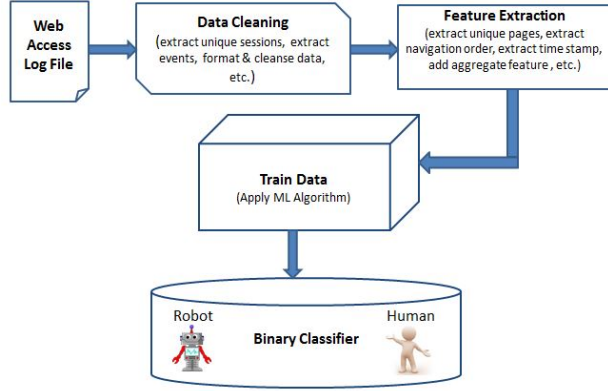 Web
Access
Log File
Data Cleaning
(extract unique sessions, extract
events, format & cleanse data,
etc.)
Feature Extraction
(extract unique pages, extract
navigation order, extract time stamp,
add aggregate feature , etc.)
Train Data
(Apply ML Algorithm)
Robot
Human
Binary Classifier